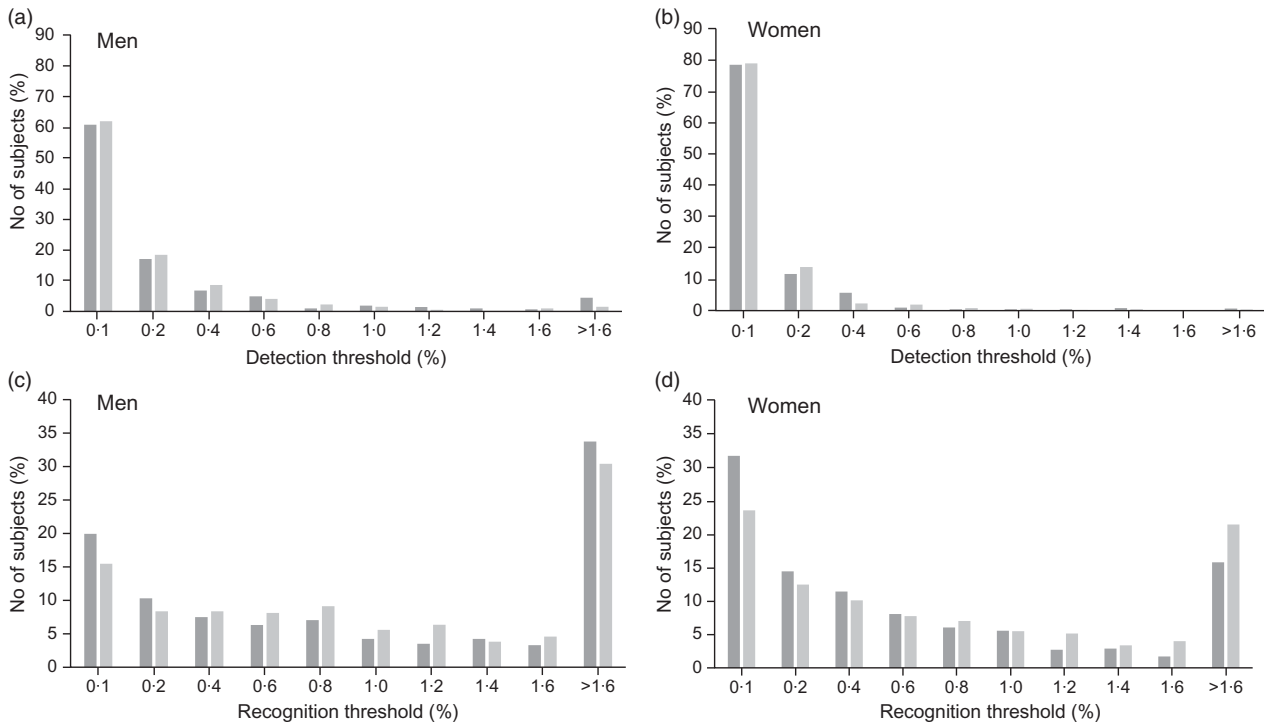 (a)
Men
No of subjects (%)
90
80
70
60
50
40
30
20
10
0
0·1 0·2 0·4 0·6 0·8 1·0 1·2 1·4 1·6 >1·6
Detection threshold (%)
(b)
Women
No of subjects (%)
90
80
70
60
50
40
30
20
10
0
0·1 0·2 0·4 0·6 0·8 1·0 1·2 1·4 1·6 >1·6
Detection threshold (%)
(c)
Men
No of subjects (%)
40
35
30
25
20
15
10
5
0
0·1 0·2 0·4 0·6 0·8 1·0 1·2 1·4 1·6 >1·6
Recognition threshold (%)
(d)
Women
No of subjects (%)
40
35
30
25
20
15
10
5
0
0·1 0·2 0·4 0·6 0·8 1·0 1·2 1·4 1·6 >1·6
Recognition threshold (%)